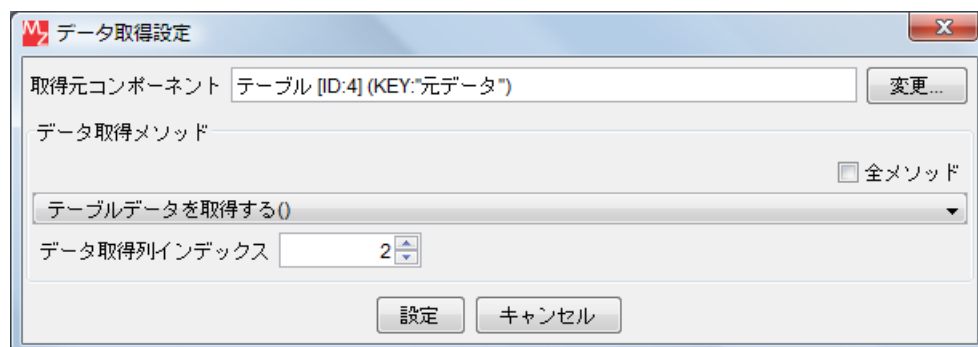 Mz データ取得設定
取得元コンポーネント テーブル [ID:4] (KEY:"元データ") 変更...
データ取得メソッド
全メソッド
テーブルデータを取得する()
データ取得列インデックス 2
設定 キャンセル